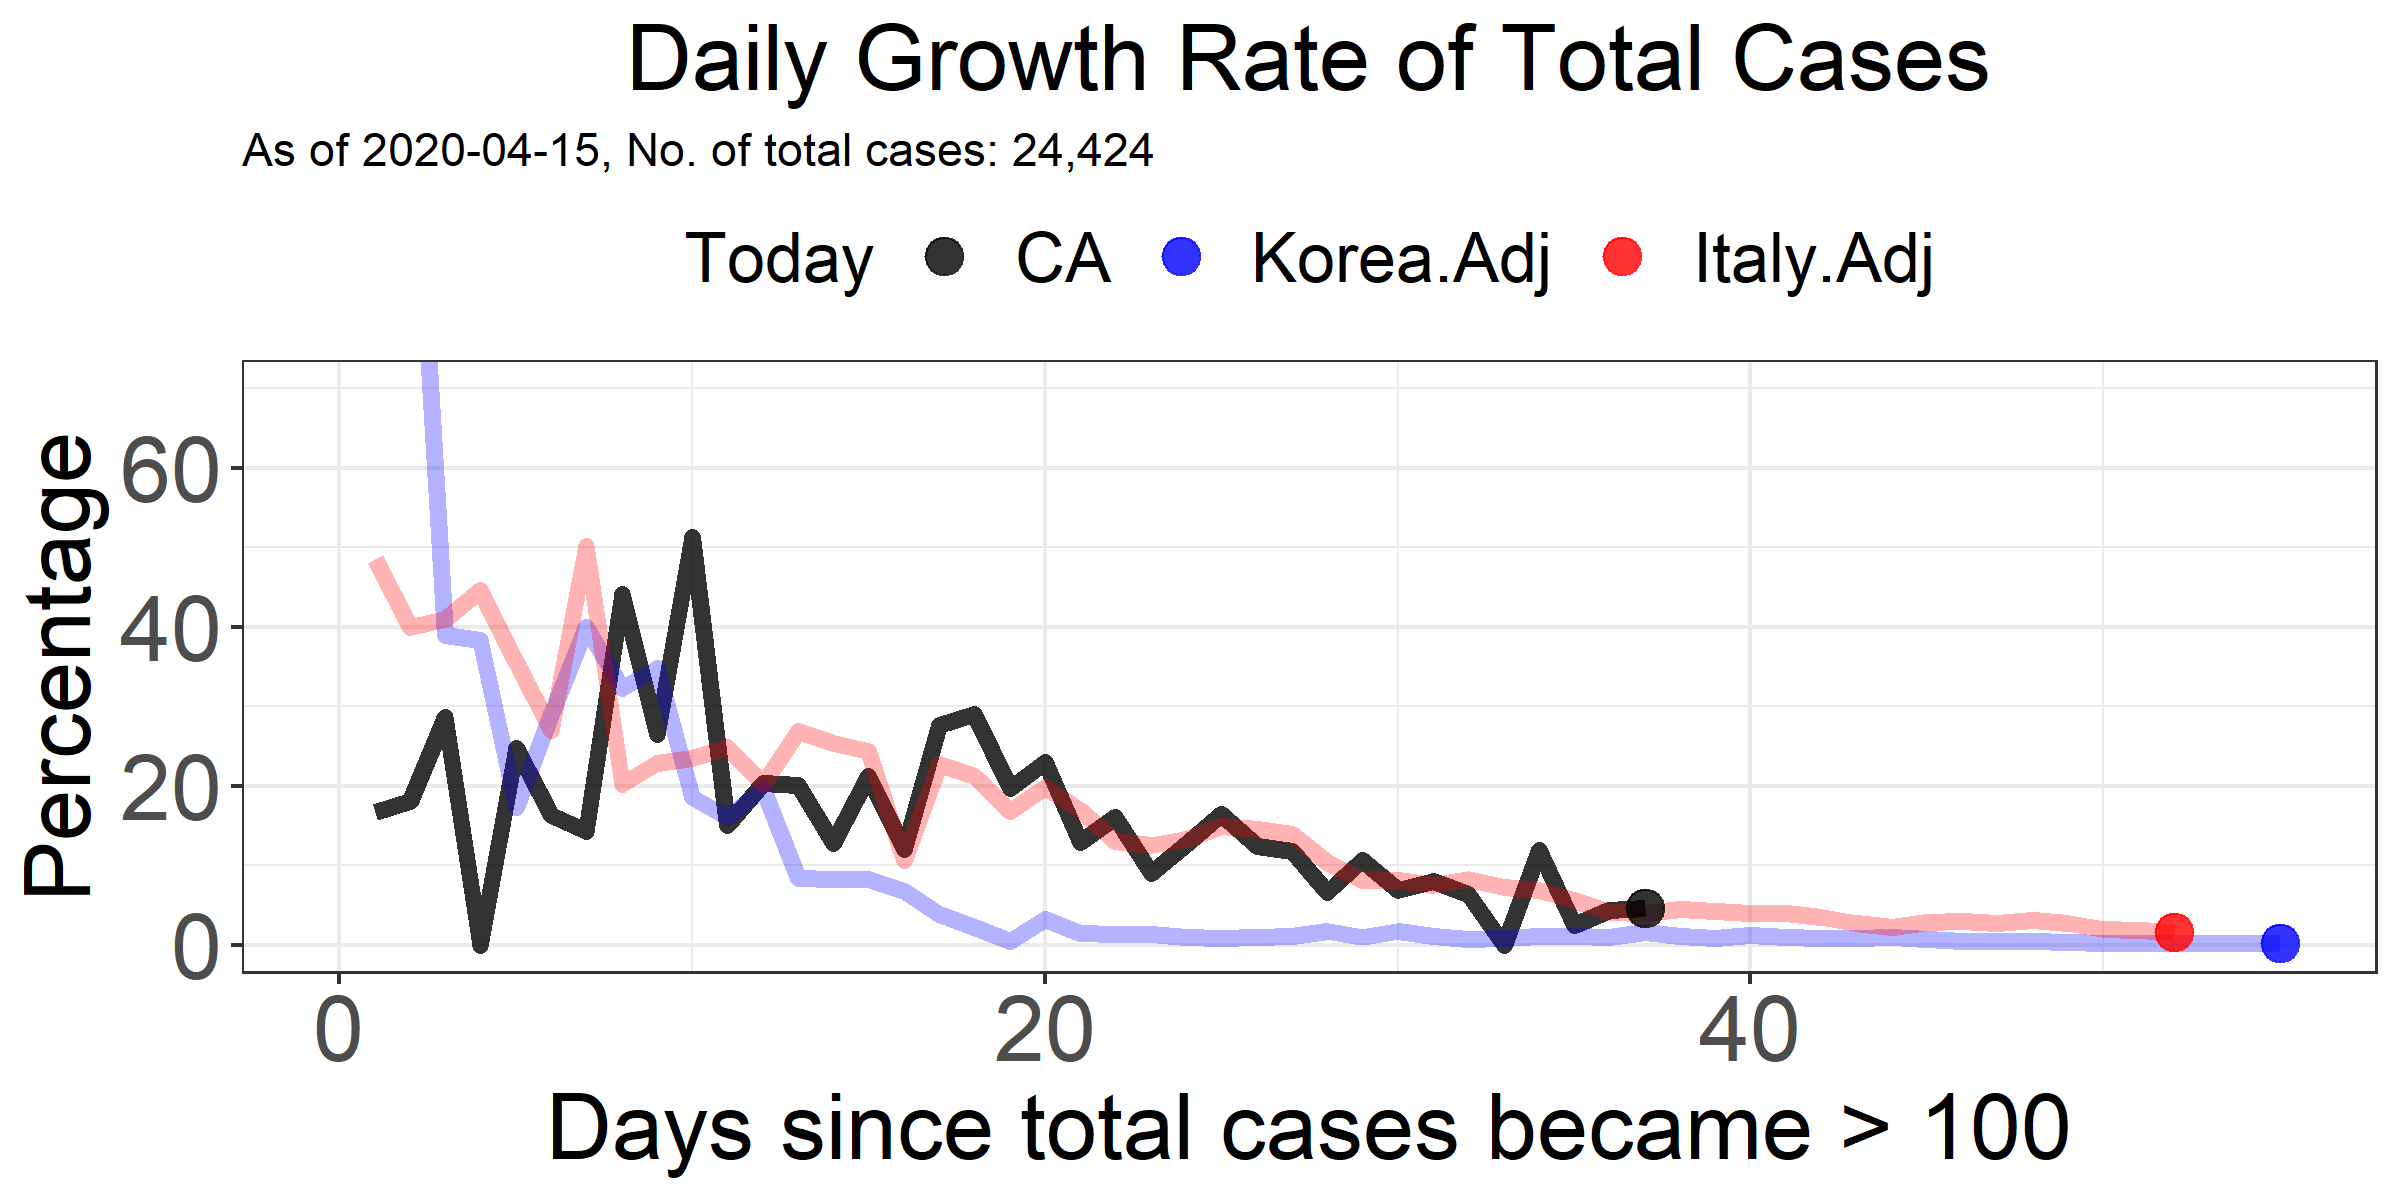 Daily Growth Rate of Total Cases
As of 2020-04-15, No. of total cases: 24,424
Today CA Korea.Adj Italy.Adj
Percentage
60
40
20
0
0 20 40
Days since total cases became > 100